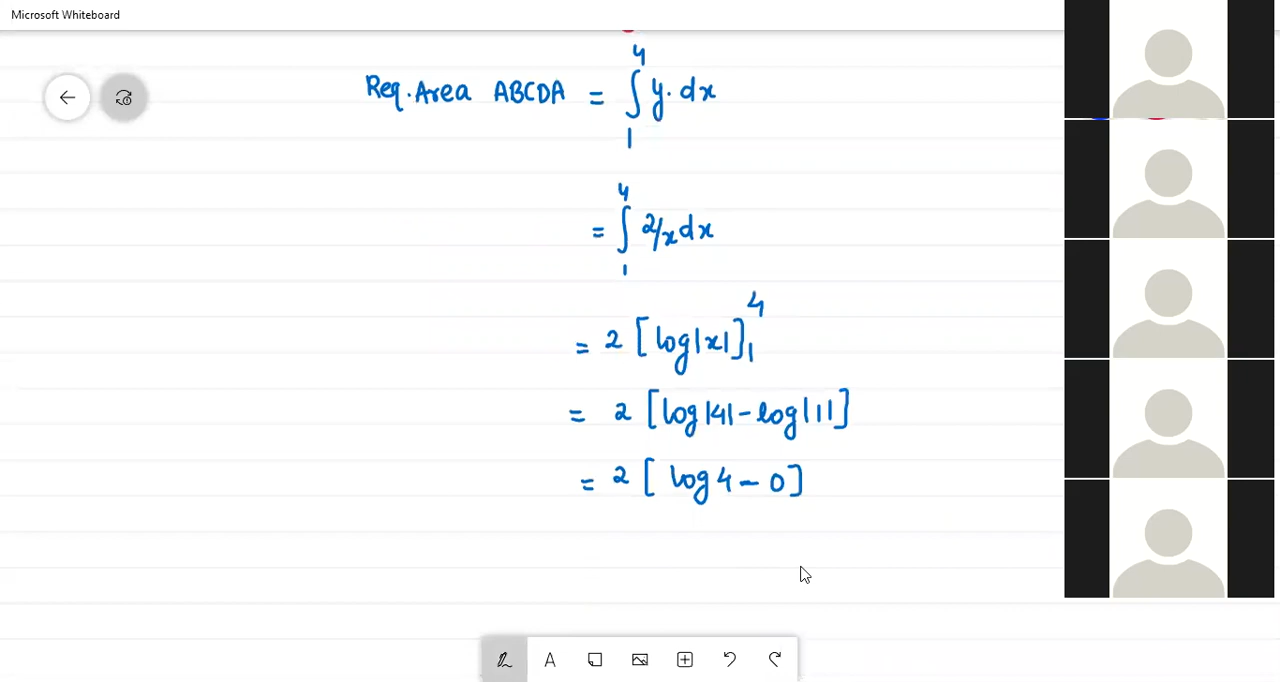 Microsoft Whiteboard
Req. Area ABCDA = ∫₁⁴ y. dx
= ∫₁⁴ 2/x dx
= 2 [log|x|]₁⁴
= 2 [log|4| - log|1|]
= 2 [log 4 - 0]
A